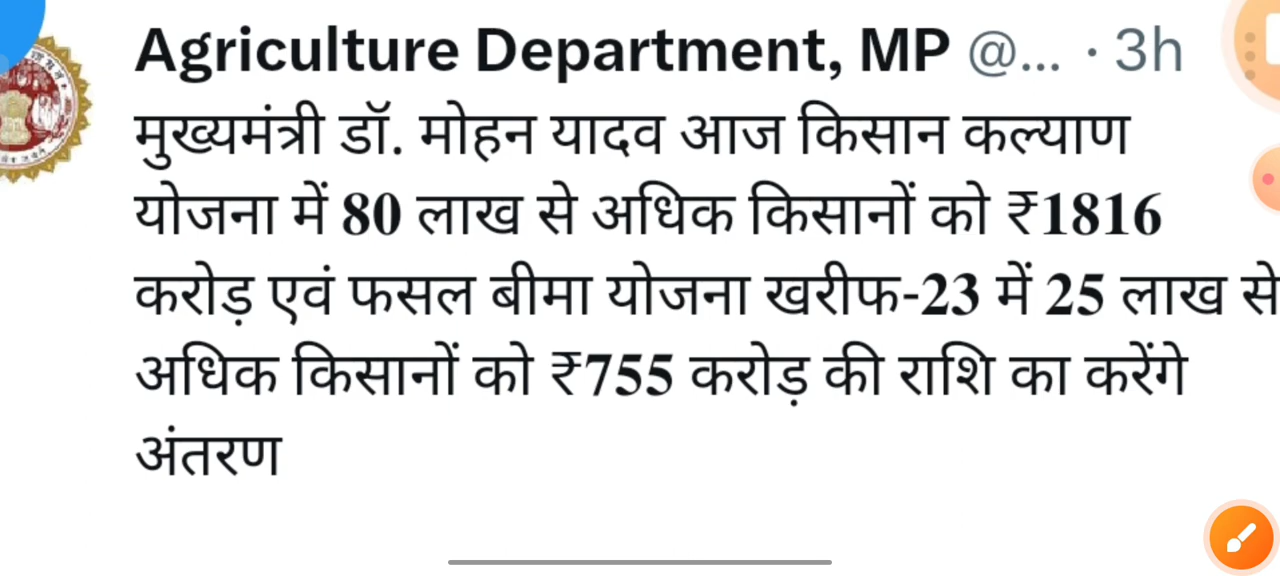 Agriculture Department, MP @... · 3h
मुख्यमंत्री डॉ. मोहन यादव आज किसान कल्याण
योजना में 80 लाख से अधिक किसानों को ₹1816
करोड़ एवं फसल बीमा योजना खरीफ-23 में 25 लाख से
अधिक किसानों को ₹755 करोड़ की राशि का करेंगे
अंतरण